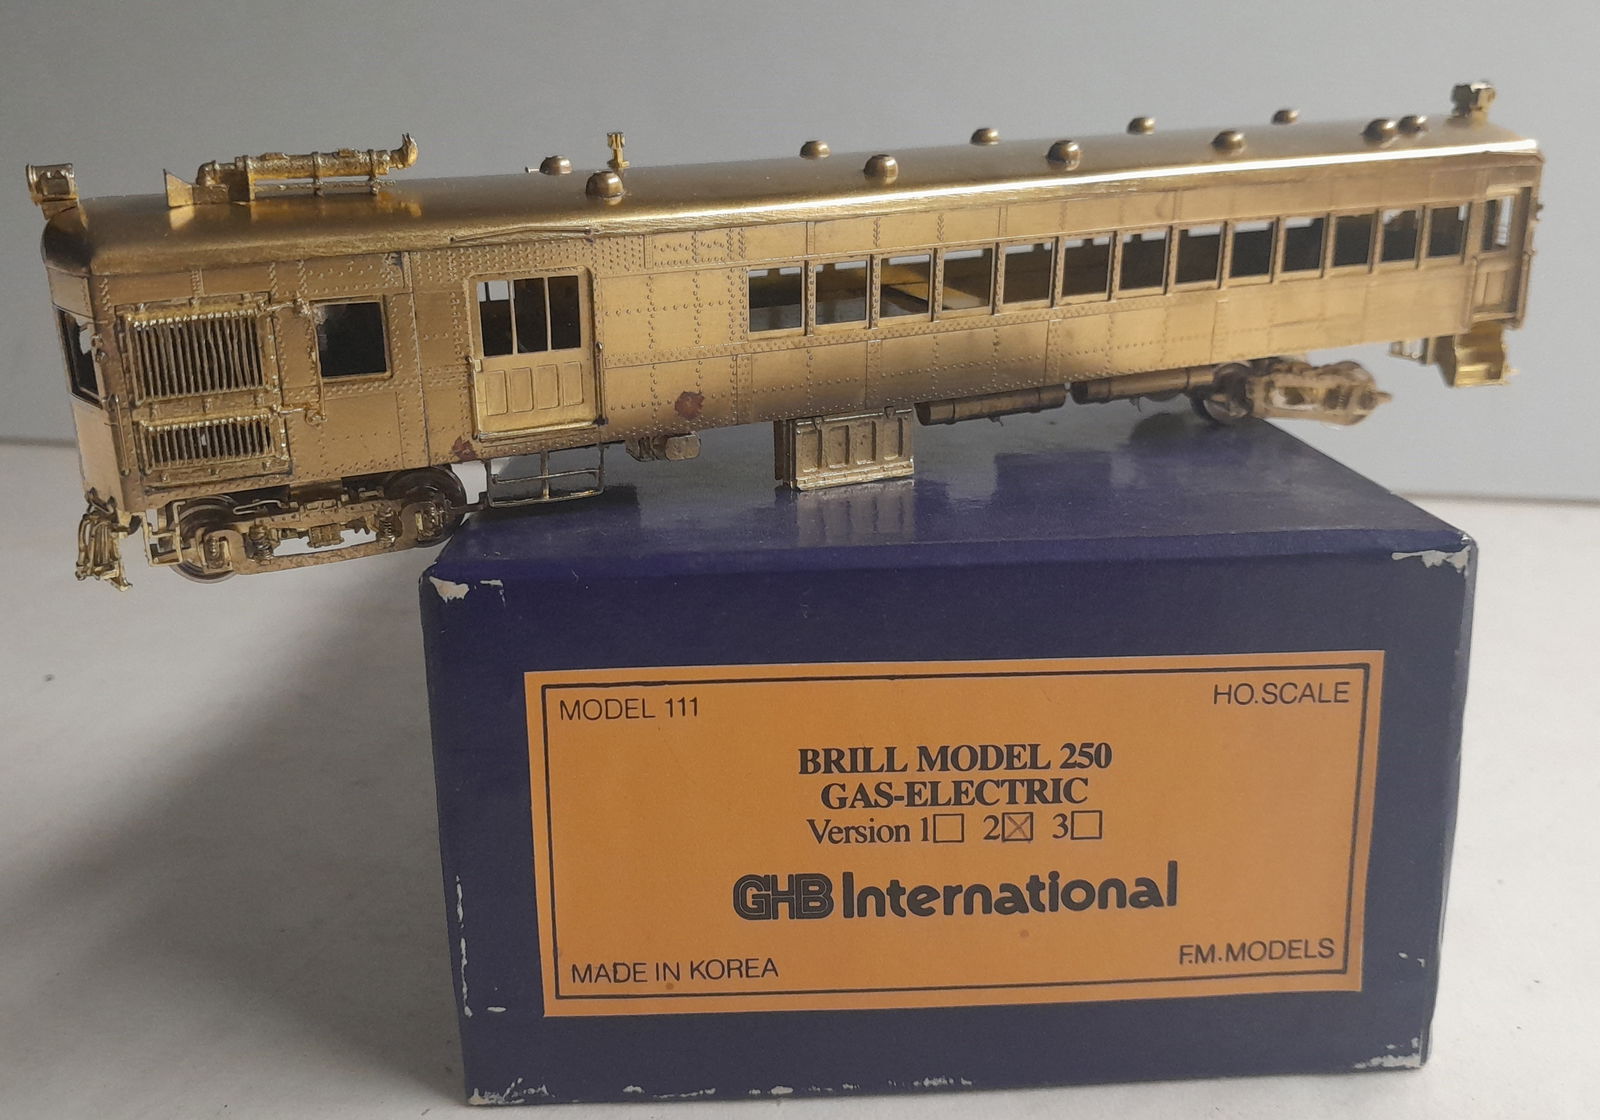 MODEL 111
HO.SCALE
BRILL MODEL 250
GAS-ELECTRIC
Version 1☐ 2☒ 3☐
GHB International
MADE IN KOREA
F.M.MODELS